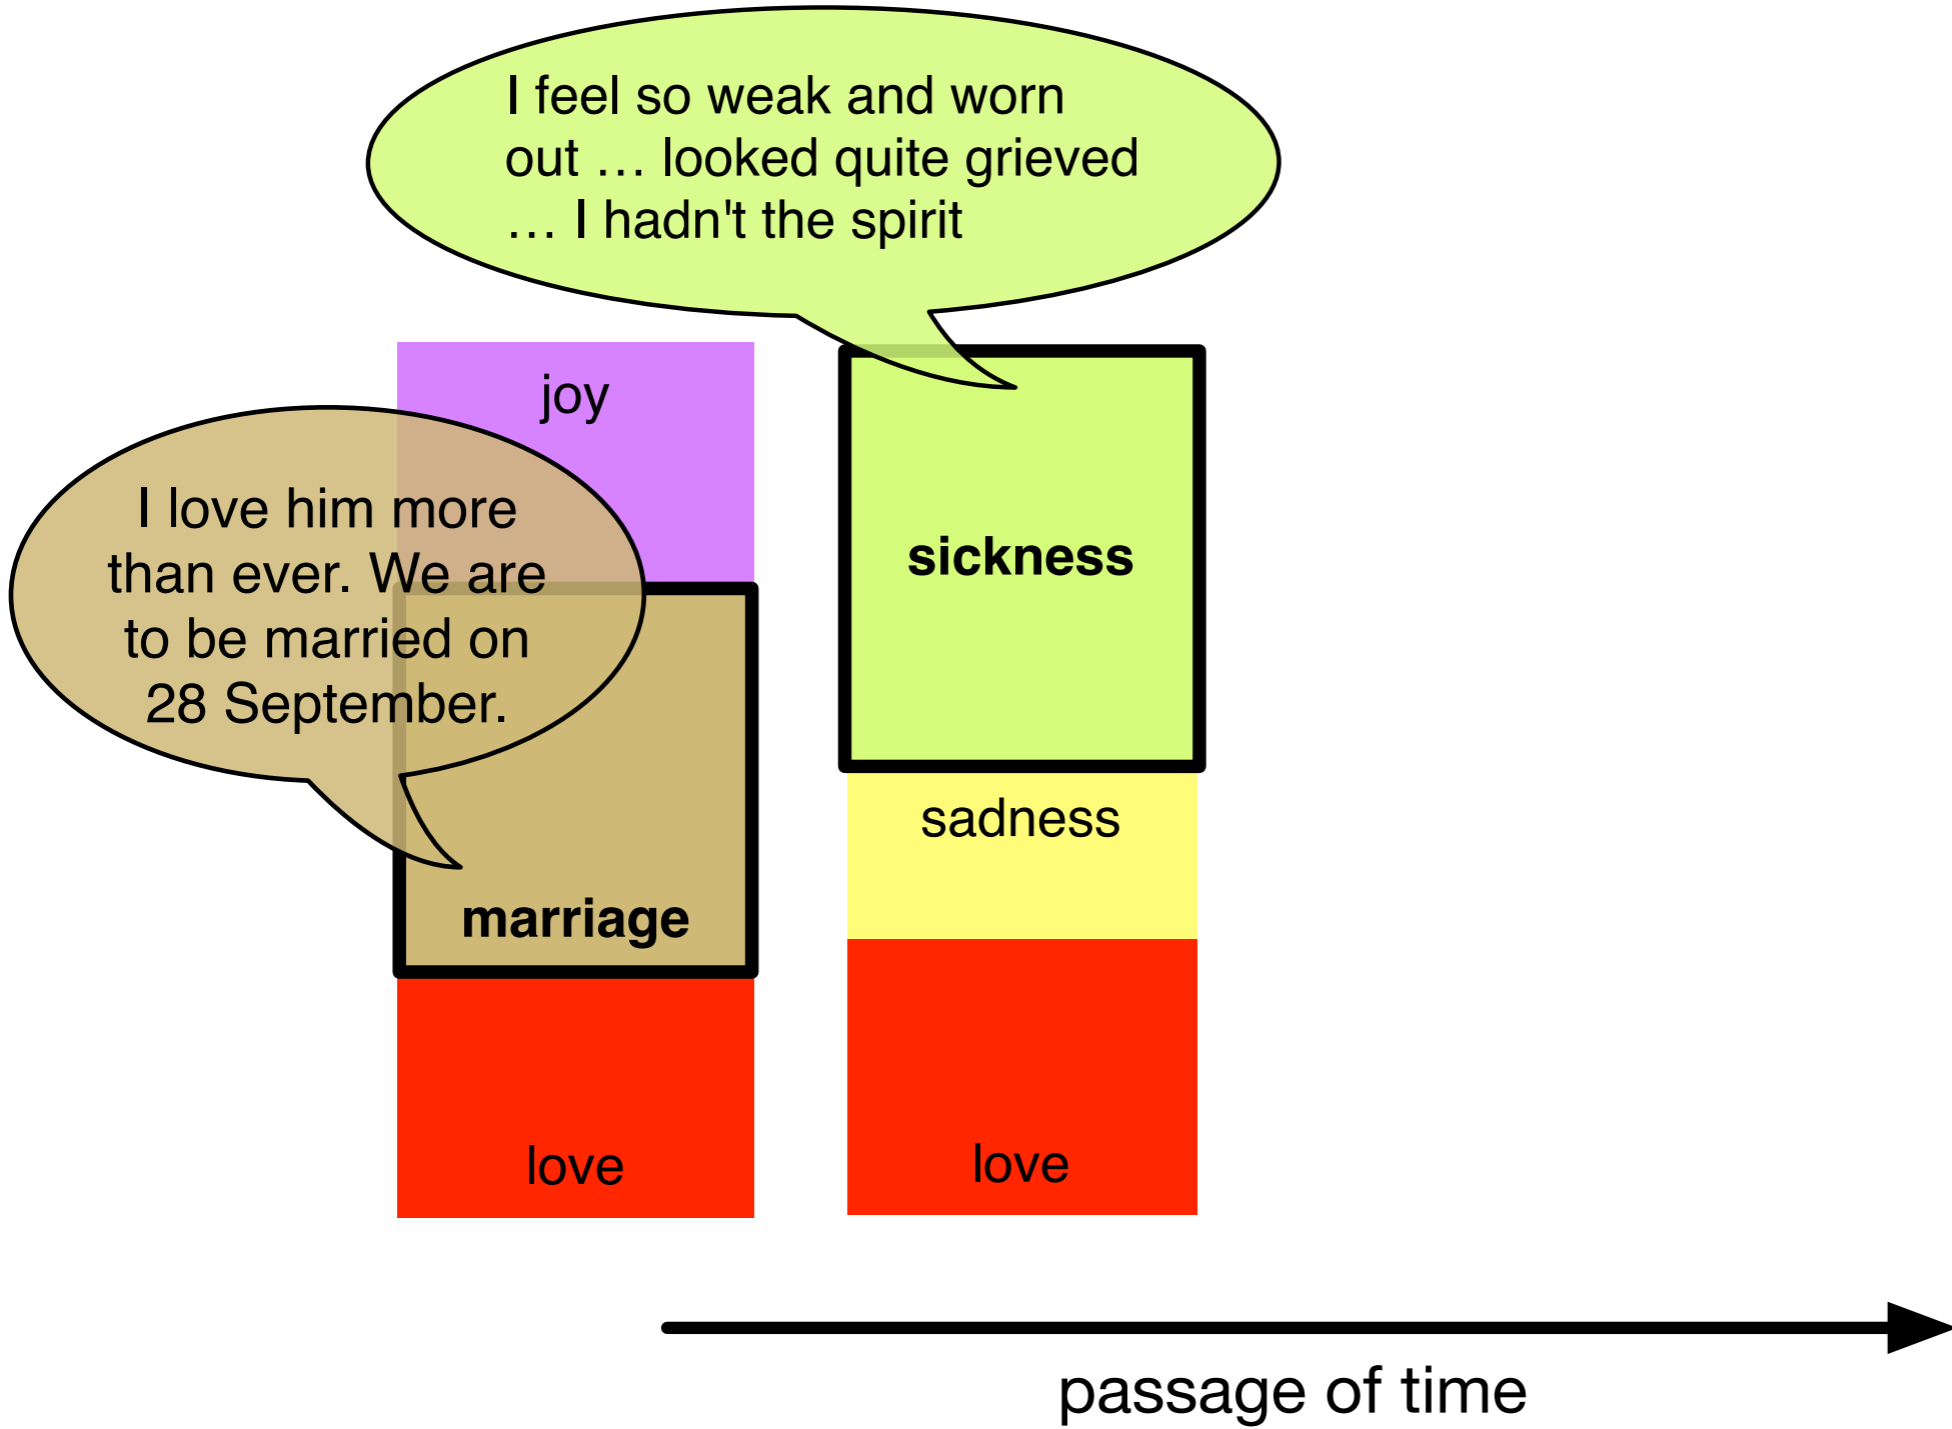 I feel so weak and worn
out … looked quite grieved
… I hadn't the spirit
joy
I love him more
than ever. We are
to be married on
28 September.
marriage
love
sickness
sadness
love
passage of time